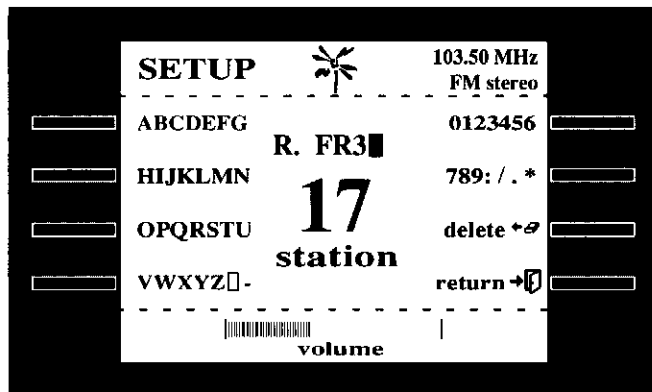 SETUP
103.50 MHz
FM stereo
ABCDEFG
0123456
R. FR3
HIJKLMN
789: / . *
17
OPQRSTU
delete
station
VWXYZ▯-
return
volume